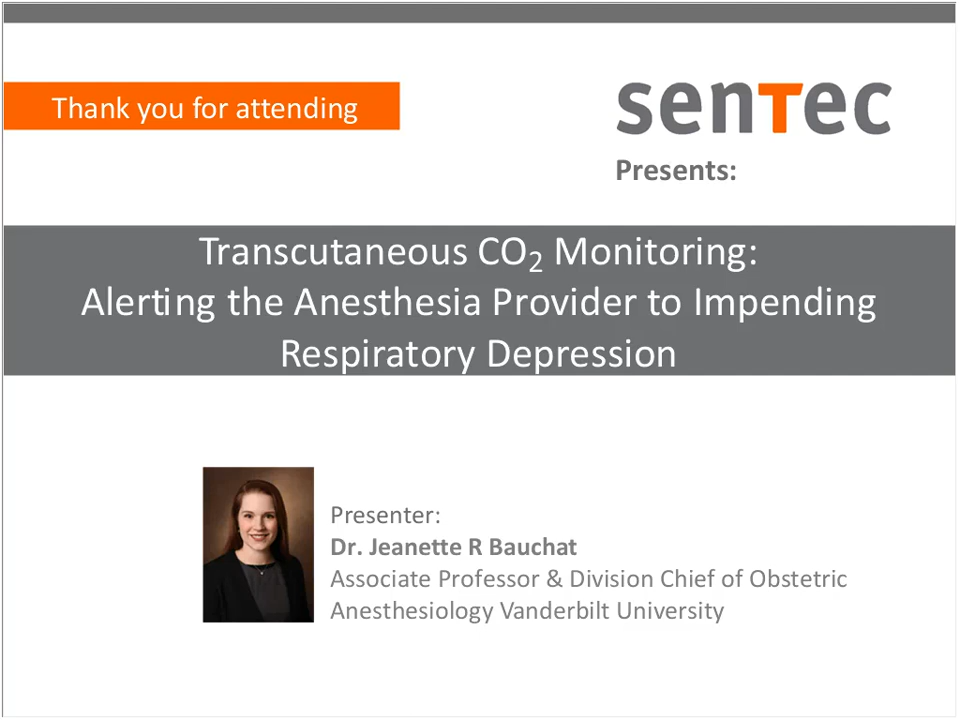 Thank you for attending
senTec
Presents:
Transcutaneous CO2 Monitoring:
Alerting the Anesthesia Provider to Impending
Respiratory Depression
Presenter:
Dr. Jeanette R Bauchat
Associate Professor & Division Chief of Obstetric
Anesthesiology Vanderbilt University